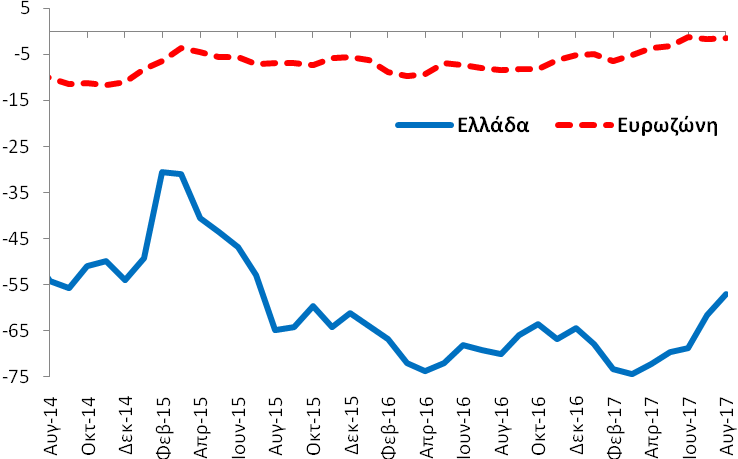 5
-5
-15
-25
-35
-45
-55
-65
-75
Ελλάδα
Ευρωζώνη
Αυγ-14
Οκτ-14
Δεκ-14
Φεβ-15
Απρ-15
Ιουν-15
Αυγ-15
Οκτ-15
Δεκ-15
Φεβ-16
Απρ-16
Ιουν-16
Αυγ-16
Οκτ-16
Δεκ-16
Φεβ-17
Απρ-17
Ιουν-17
Αυγ-17